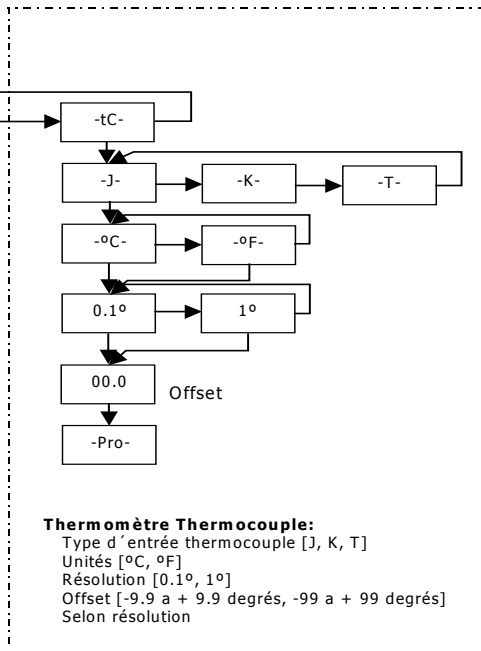 -tC-
-J- -K- -T-
-ºC- -ºF-
0.1º 1º
00.0 Offset
-Pro-
Thermomètre Thermocouple:
Type d´entrée thermocouple [J, K, T]
Unités [ºC, ºF]
Résolution [0.1º, 1º]
Offset [-9.9 a + 9.9 degrés, -99 a + 99 degrés]
Selon résolution